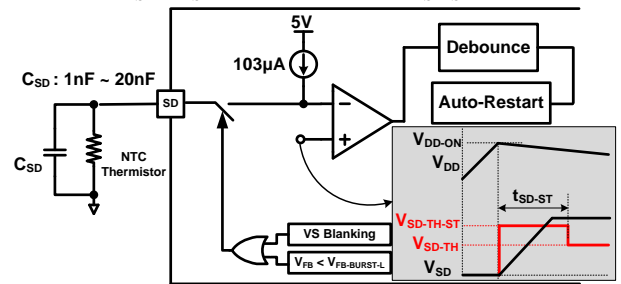 5V
103µA
Debounce
Auto-Restart
CSD : 1nF ~ 20nF
SD
CSD
NTC
Thermistor
VDD-ON
VDD
tSD-ST
VSD-TH-ST
VSD-TH
VSD
VS Blanking
VFB < VFB-BURST-L